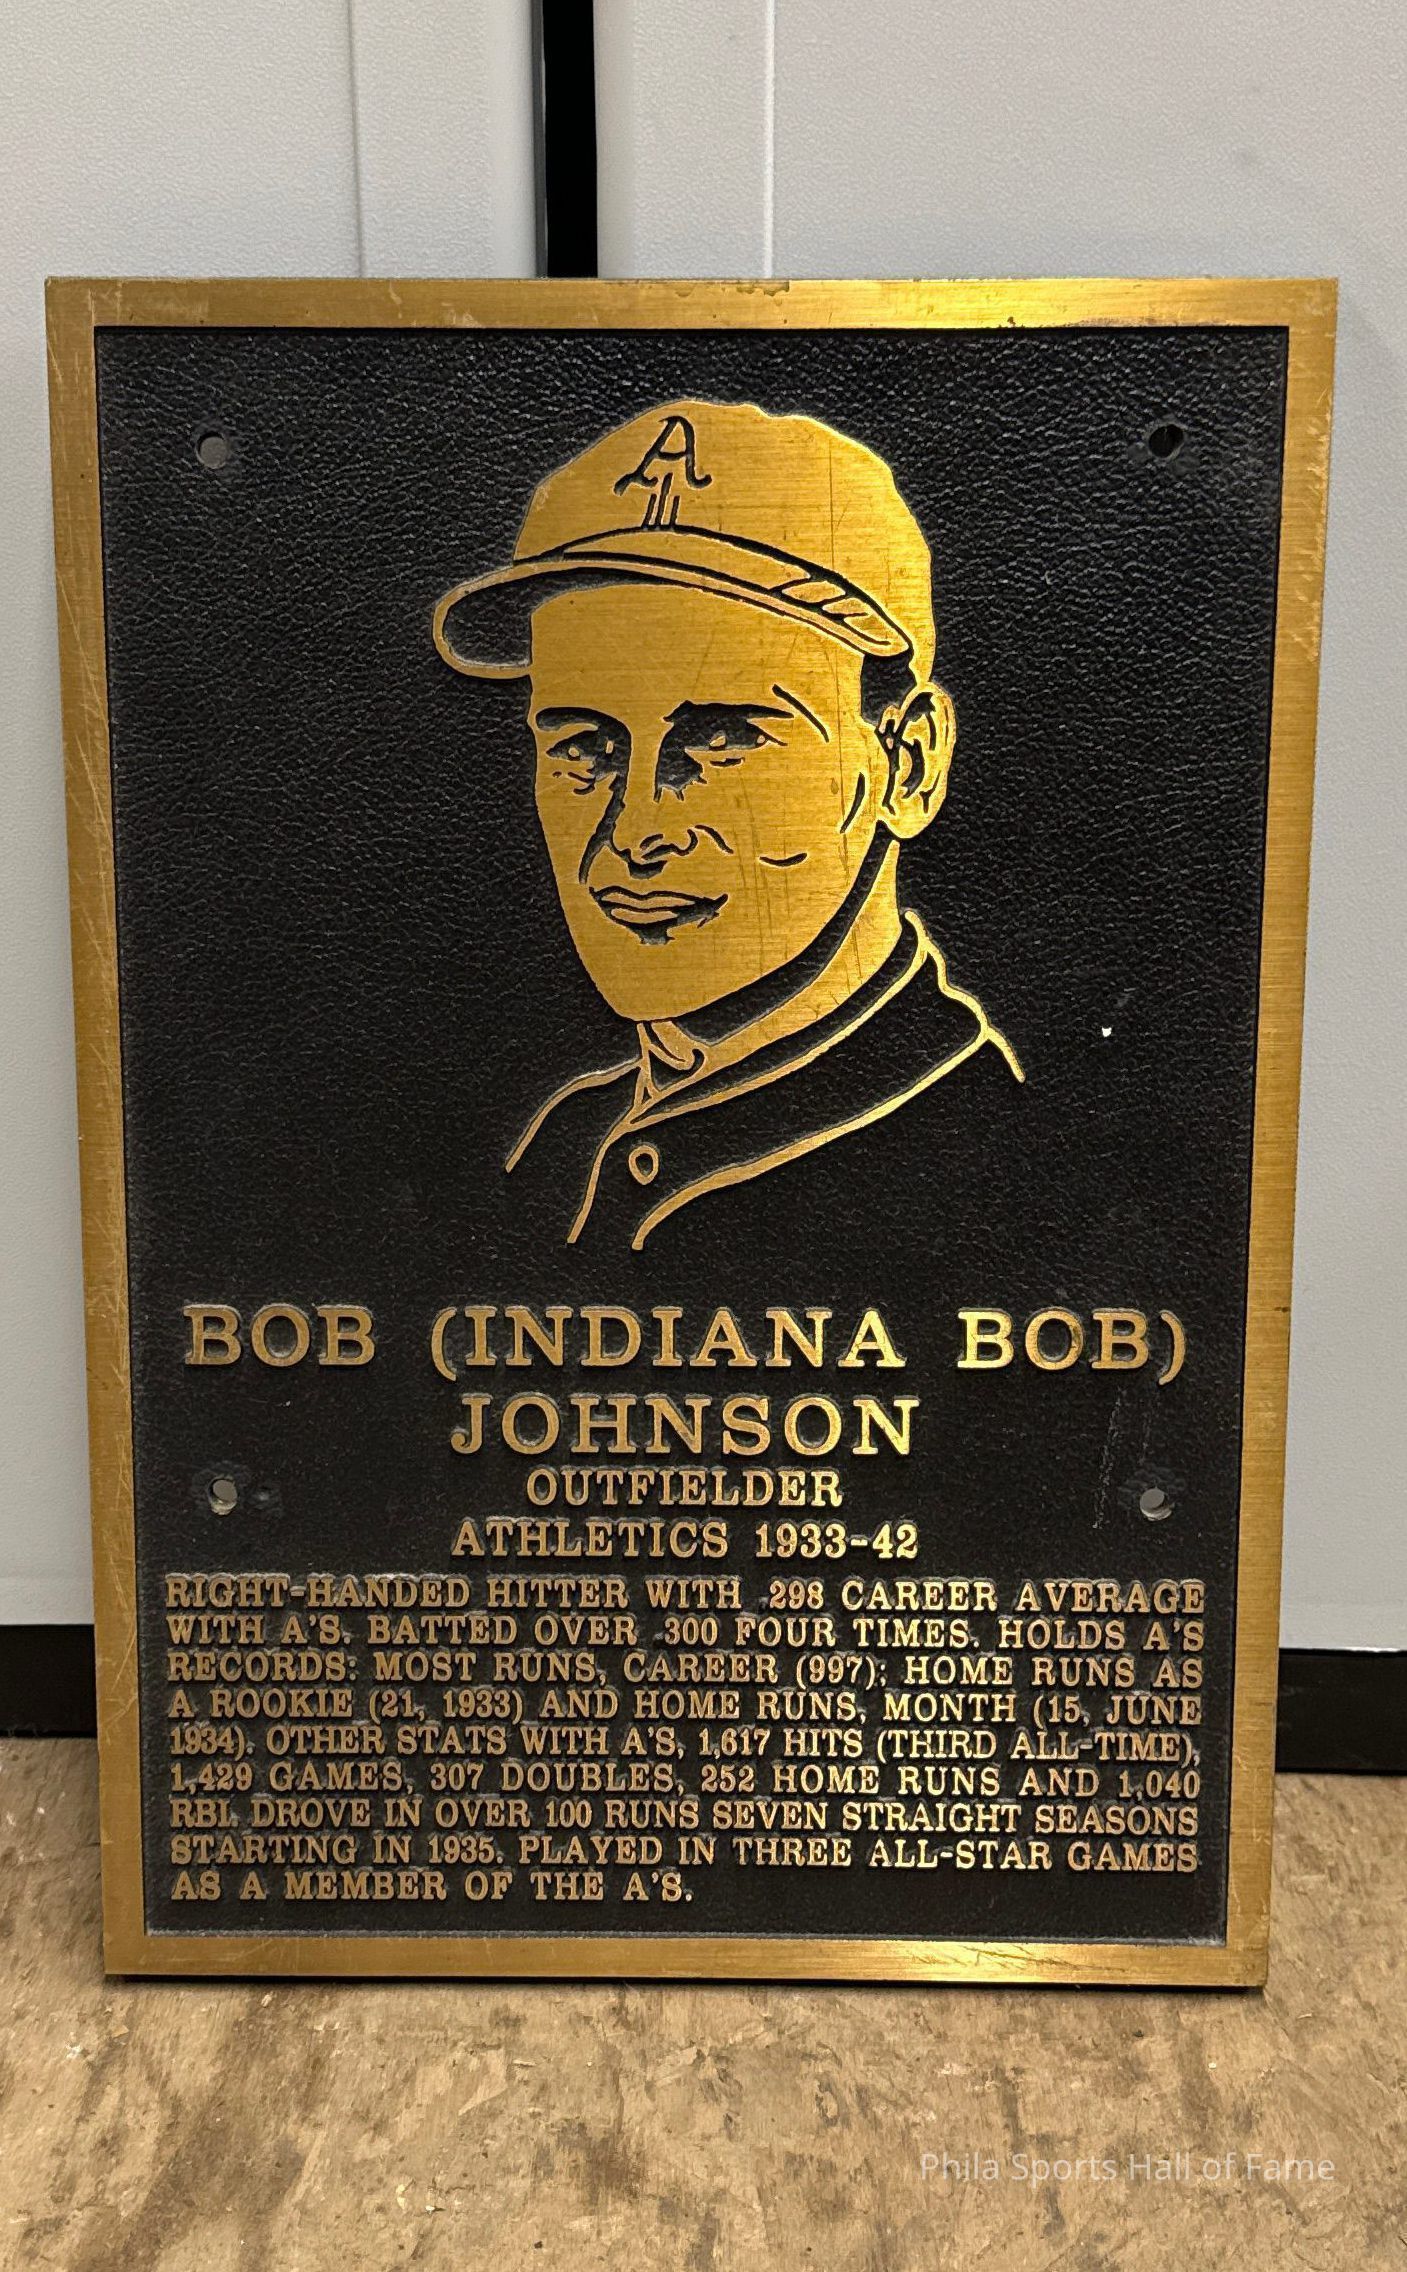 A
BOB (INDIANA BOB)
JOHNSON
OUTFIELDER
ATHLETICS 1933-42
RIGHT-HANDED HITTER WITH .298 CAREER AVERAGE
WITH A'S. BATTED OVER .300 FOUR TIMES. HOLDS A'S
RECORDS: MOST RUNS, CAREER (997); HOME RUNS AS
A ROOKIE (21, 1933) AND HOME RUNS, MONTH (15, JUNE
1934). OTHER STATS WITH A'S, 1,617 HITS (THIRD ALL-TIME),
1,429 GAMES, 307 DOUBLES, 252 HOME RUNS AND 1,040
RBI. DROVE IN OVER 100 RUNS SEVEN STRAIGHT SEASONS
STARTING IN 1935. PLAYED IN THREE ALL-STAR GAMES
AS A MEMBER OF THE A'S.
Phila Sports Hall of Fame